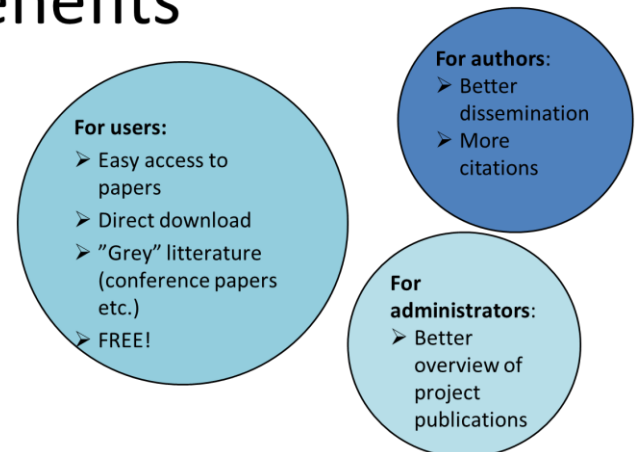 enefits
For users:
➢ Easy access to
papers
➢ Direct download
➢ ”Grey” litterature
(conference papers
etc.)
➢ FREE!
For authors:
➢ Better
dissemination
➢ More
citations
For
administrators:
➢ Better
overview of
project
publications